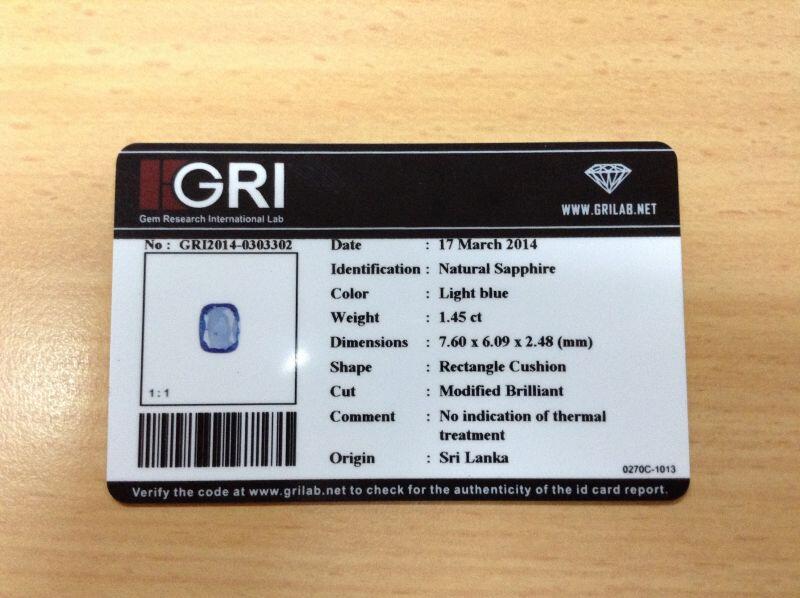 GRI
Gem Research International Lab
WWW.GRILAB.NET
No : GRI2014-0303302
1 : 1
Date : 17 March 2014
Identification : Natural Sapphire
Color : Light blue
Weight : 1.45 ct
Dimensions : 7.60 x 6.09 x 2.48 (mm)
Shape : Rectangle Cushion
Cut : Modified Brilliant
Comment : No indication of thermal
treatment
Origin : Sri Lanka
0270C-1013
Verify the code at www.grilab.net to check for the authenticity of the id card report.